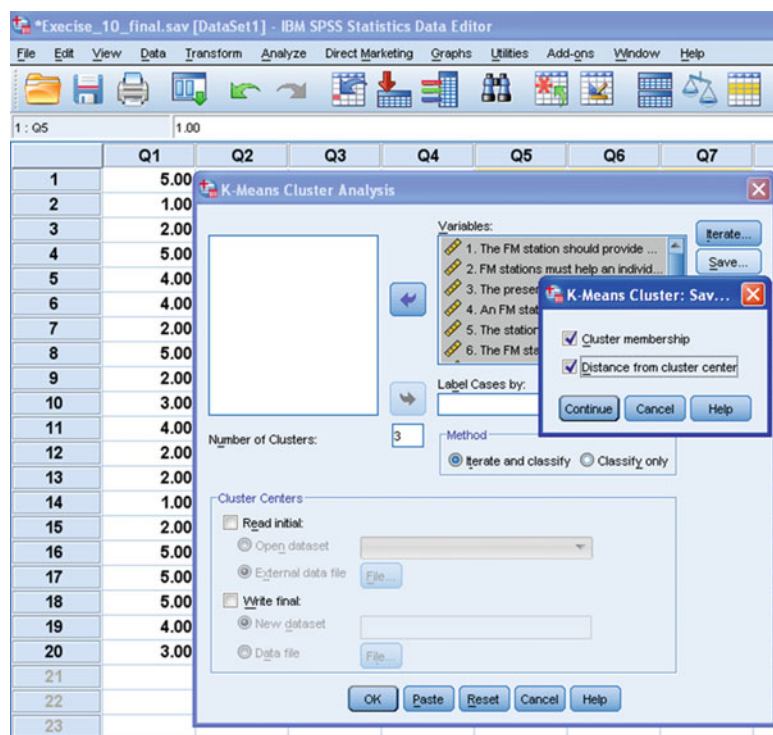 *Execise_10_final.sav [DataSet1] - IBM SPSS Statistics Data Editor
File Edit View Data Transform Analyze Direct Marketing Graphs Utilities Add-ons Window Help
1 : Q5 1.00
Q1 Q2 Q3 Q4 Q5 Q6 Q7
1 5.00
2 1.00
3 2.00
4 5.00
5 4.00
6 4.00
7 2.00
8 5.00
9 2.00
10 3.00
11 4.00
12 2.00
13 2.00
14 1.00
15 2.00
16 5.00
17 5.00
18 5.00
19 4.00
20 3.00
21
22
23
K-Means Cluster Analysis
Variables:
1. The FM station should provide ...
2. FM stations must help an individ...
3. The preser
4. An FM stat
5. The station
6. The FM sta
Iterate...
Save...
Label Cases by:
Number of Clusters: 3
Method
Iterate and classify Classify only
Cluster Centers
Read initial:
Open dataset
External data file File...
Write final:
New dataset
Data file File...
OK Paste Reset Cancel Help
K-Means Cluster: Sav...
Cluster membership
Distance from cluster center
Continue Cancel Help